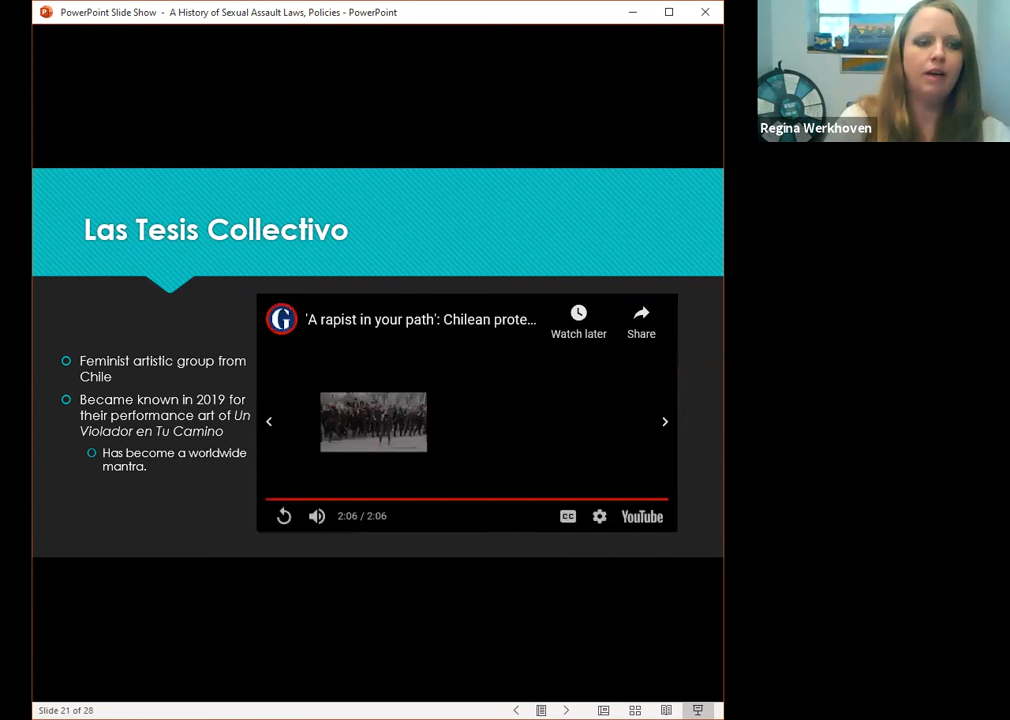 PowerPoint Slide Show - A History of Sexual Assault Laws, Policies - PowerPoint
Regina Werkhoven
Las Tesis Collectivo
Feminist artistic group from
Chile
Became known in 2019 for
their performance art of Un
Violador en Tu Camino
Has become a worldwide
mantra.
G
'A rapist in your path': Chilean prote...
Watch later
Share
2:06 / 2:06
CC
YouTube
Slide 21 of 28